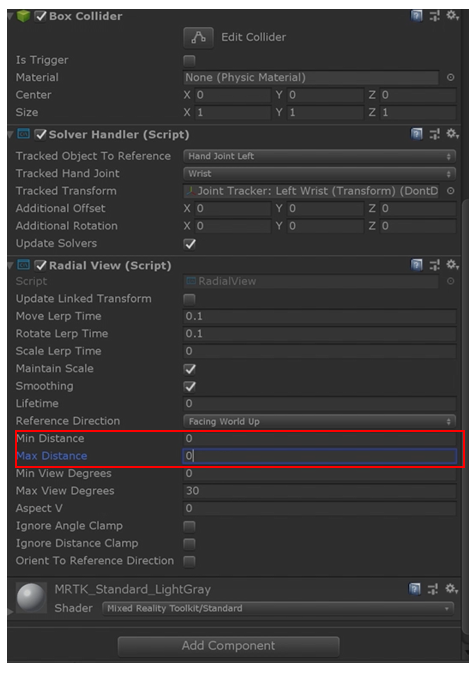 Box Collider
Edit Collider
Is Trigger
Material None (Physic Material)
Center X 0 Y 0 Z 0
Size X 1 Y 1 Z 1
Solver Handler (Script)
Tracked Object To Reference Hand Joint Left
Tracked Hand Joint Wrist
Tracked Transform Joint Tracker: Left Wrist (Transform) (DontD
Additional Offset X 0 Y 0 Z 0
Additional Rotation X 0 Y 0 Z 0
Update Solvers
Radial View (Script)
Script RadialView
Update Linked Transform
Move Lerp Time 0.1
Rotate Lerp Time 0.1
Scale Lerp Time 0
Maintain Scale
Smoothing
Lifetime 0
Reference Direction Facing World Up
Min Distance 0
Max Distance 0
Min View Degrees 0
Max View Degrees 30
Aspect V 0
Ignore Angle Clamp
Ignore Distance Clamp
Orient To Reference Direction
MRTK_Standard_LightGray
Shader Mixed Reality Toolkit/Standard
Add Component